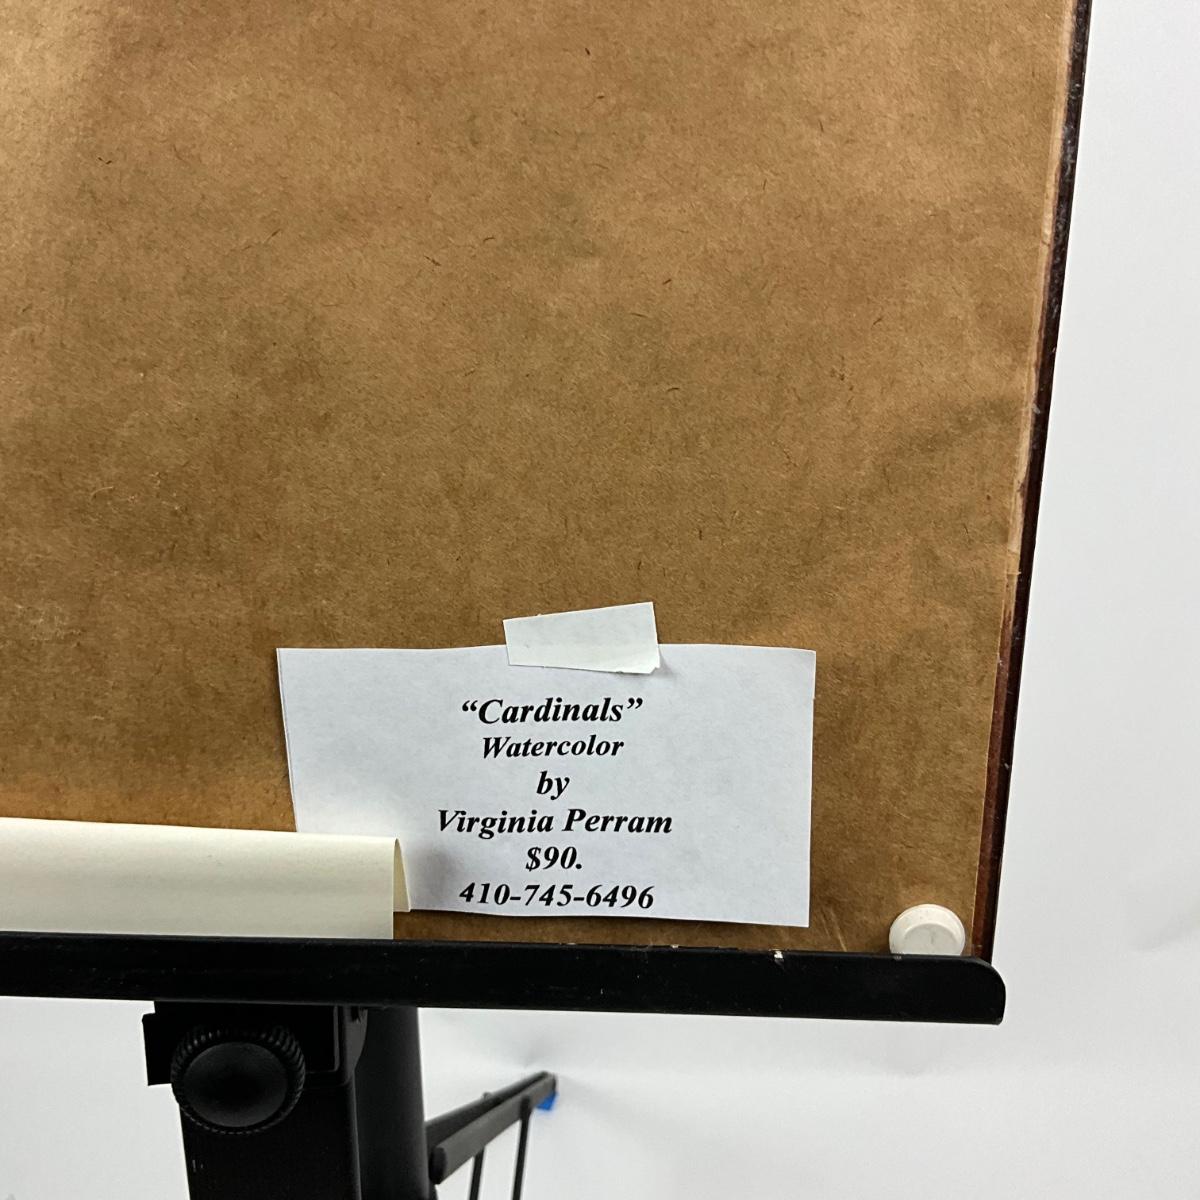 “Cardinals”
Watercolor
by
Virginia Perram
$90.
410-745-6496